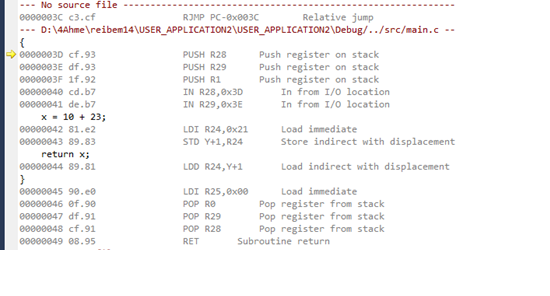 --- No source file -------------------------------------------------------
0000003C c3.cf RJMP PC-0x003C Relative jump
--- D:\4Ahme\reibem14\USER_APPLICATION2\USER_APPLICATION2\Debug/../src/main.c --
{
0000003D cf.93 PUSH R28 Push register on stack
0000003E df.93 PUSH R29 Push register on stack
0000003F 1f.92 PUSH R1 Push register on stack
00000040 cd.b7 IN R28,0x3D In from I/O location
00000041 de.b7 IN R29,0x3E In from I/O location
x = 10 + 23;
00000042 81.e2 LDI R24,0x21 Load immediate
00000043 89.83 STD Y+1,R24 Store indirect with displacement
return x;
00000044 89.81 LDD R24,Y+1 Load indirect with displacement
}
00000045 90.e0 LDI R25,0x00 Load immediate
00000046 0f.90 POP R0 Pop register from stack
00000047 df.91 POP R29 Pop register from stack
00000048 cf.91 POP R28 Pop register from stack
00000049 08.95 RET Subroutine return